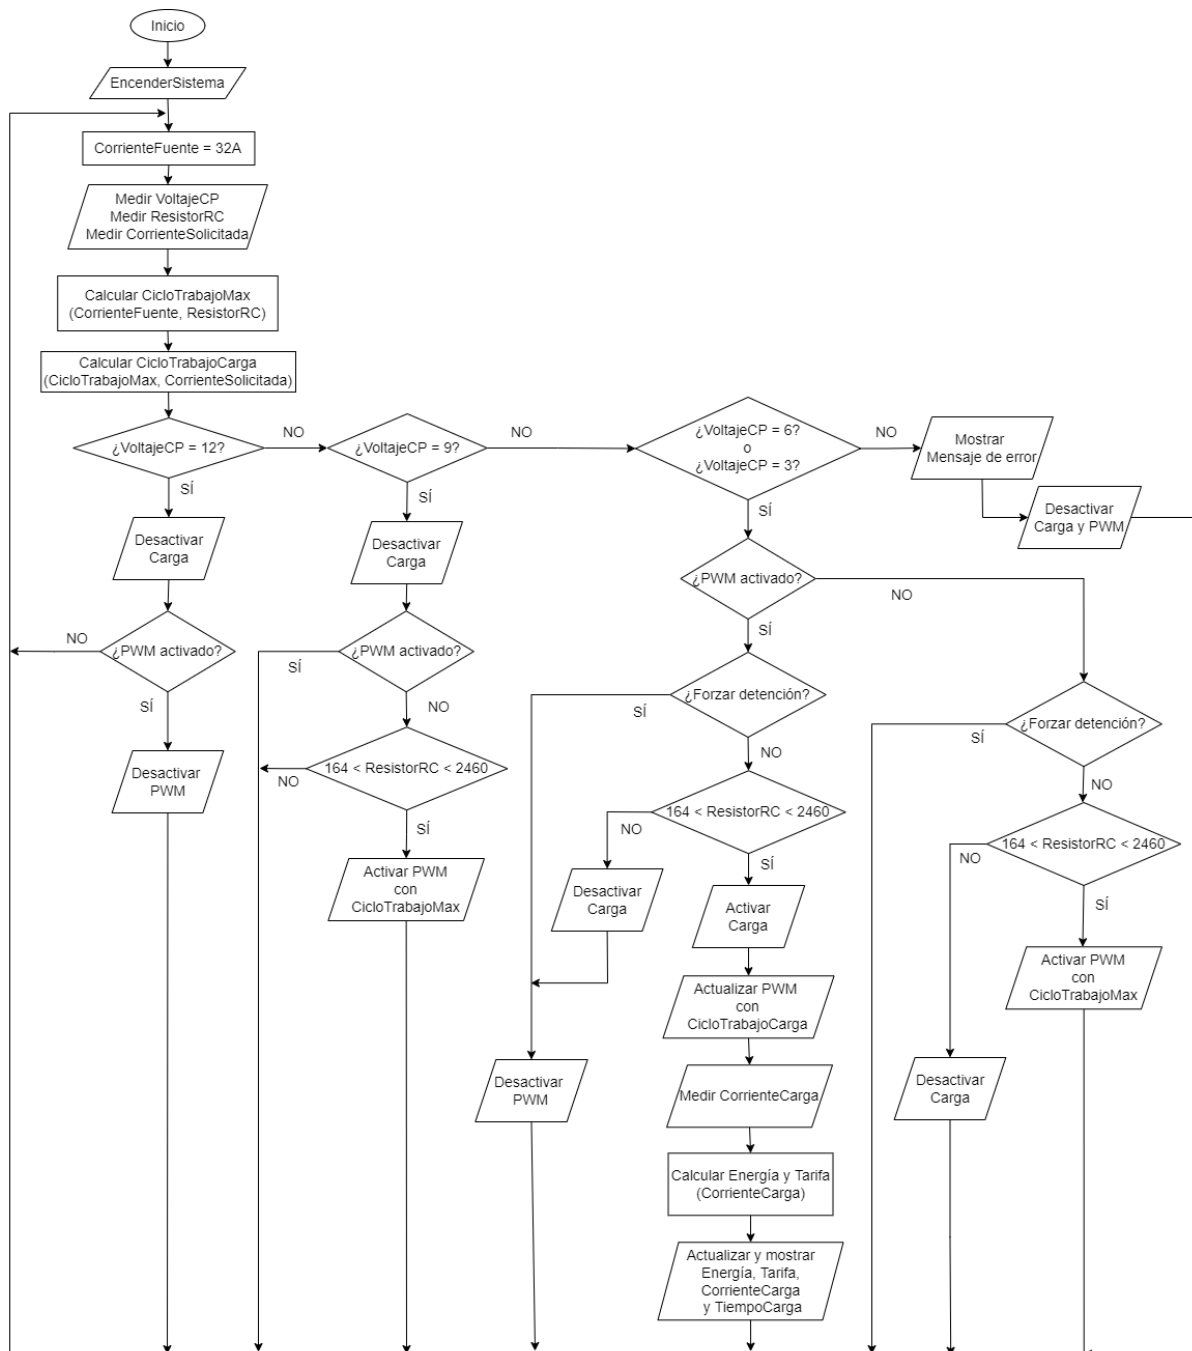 Inicio
EncenderSistema
CorrienteFuente = 32A
Medir VoltajeCP
Medir ResistorRC
Medir CorrienteSolicitada
Calcular CicloTrabajoMax
(CorrienteFuente, ResistorRC)
Calcular CicloTrabajoCarga
(CicloTrabajoMax, CorrienteSolicitada)
¿VoltajeCP = 12?
NO
SÍ
Desactivar
Carga
¿PWM activado?
NO
SÍ
Desactivar
PWM
¿VoltajeCP = 9?
NO
SÍ
Desactivar
Carga
¿PWM activado?
SÍ
NO
164 < ResistorRC < 2460
NO
SÍ
Activar PWM
con
CicloTrabajoMax
¿VoltajeCP = 6?
o
¿VoltajeCP = 3?
NO
SÍ
Mostrar
Mensaje de error
Desactivar
Carga y PWM
¿PWM activado?
NO
SÍ
¿Forzar detención?
SÍ
NO
164 < ResistorRC < 2460
NO
SÍ
Desactivar
Carga
Desactivar
PWM
Activar
Carga
Actualizar PWM
con
CicloTrabajoCarga
Medir CorrienteCarga
Calcular Energía y Tarifa
(CorrienteCarga)
Actualizar y mostrar
Energía, Tarifa,
CorrienteCarga
y TiempoCarga
¿Forzar detención?
SÍ
NO
164 < ResistorRC < 2460
NO
SÍ
Desactivar
Carga
Activar PWM
con
CicloTrabajoMax